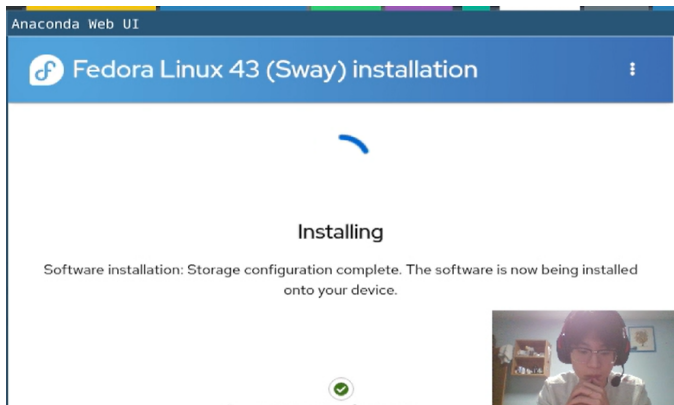 Anaconda Web UI
Fedora Linux 43 (Sway) installation
Installing
Software installation: Storage configuration complete. The software is now being installed
onto your device.